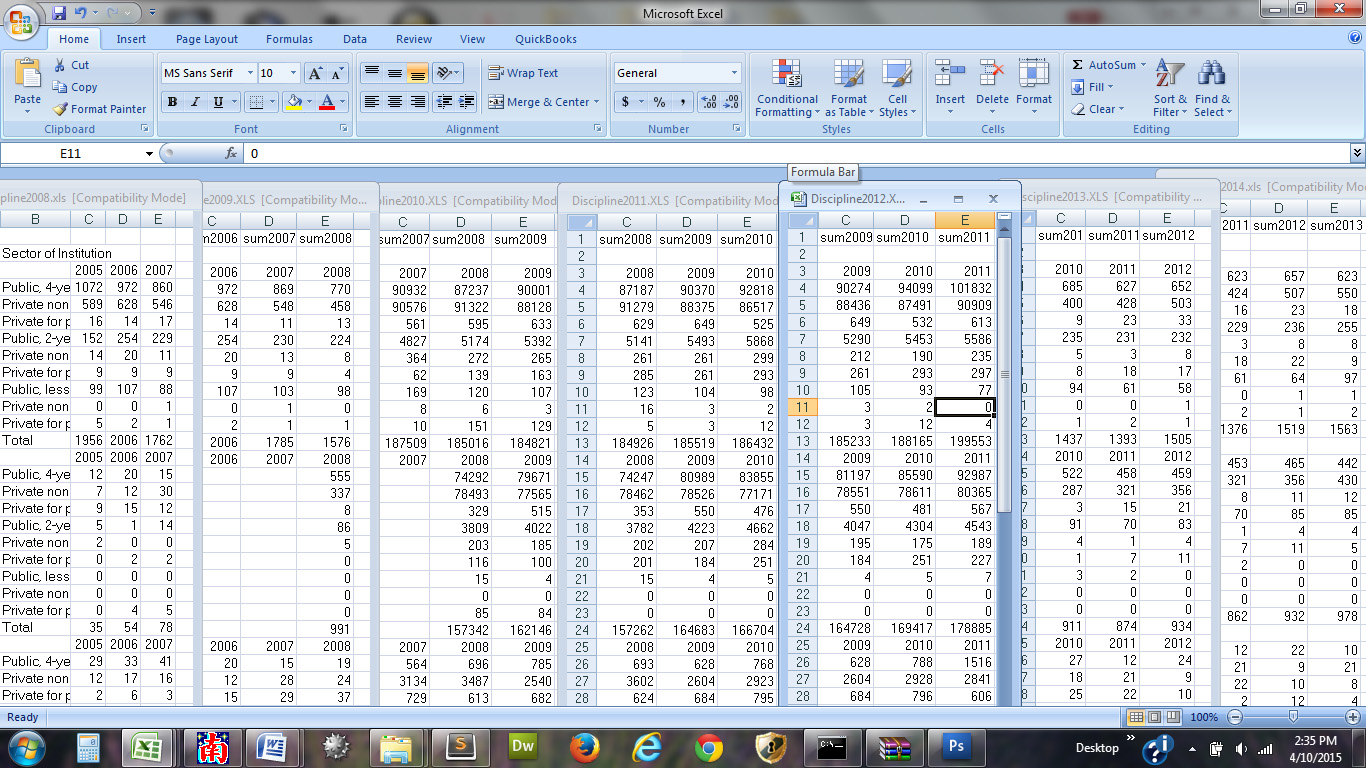 Microsoft Excel
Home Insert Page Layout Formulas Data Review View QuickBooks
Cut
Copy
Format Painter
Paste
Clipboard
MS Sans Serif 10
B I U
Font
Wrap Text
Merge & Center
Alignment
General
$ % ,
Number
Conditional Formatting
Format as Table
Cell Styles
Styles
Insert Delete Format
Cells
AutoSum
Fill
Clear
Sort & Filter
Find & Select
Editing
E11 fx 0
Formula Bar
pline2008.xls [Compatibility Mode]
B C D E
Sector of Institution
2005 2006 2007
Public, 4-ye 1072 972 860
Private non 589 628 546
Private for p 16 14 17
Public, 2-ye 152 254 229
Private non 14 20 11
Private for p 9 9 9
Public, less 99 107 88
Private non 0 0 1
Private for p 5 2 1
Total 1956 2006 1762
2005 2006 2007
Public, 4-ye 12 20 15
Private non 7 12 30
Private for p 9 15 12
Public, 2-ye 5 1 14
Private non 2 0 0
Private for p 0 2 2
Public, less 0 0 0
Private non 0 0 0
Private for p 0 4 5
Total 35 54 78
2005 2006 2007
Public, 4-ye 29 33 41
Private non 12 17 16
Private for p 2 6 3
e2009.XLS [Compatibility Mo...
C D E
m2006 sum2007 sum2008
2006 2007 2008
972 869 770
628 548 458
14 11 13
254 230 224
20 13 8
9 9 4
107 103 98
0 1 0
2 1 1
2006 1785 1576
2006 2007 2008
555
337
8
86
5
0
0
0
0
991
2006 2007 2008
20 15 19
12 28 24
15 29 37
line2010.XLS [Compatibility Mode]
C D E
sum2007 sum2008 sum2009
2007 2008 2009
90932 87237 90001
90576 91322 88128
561 595 633
4827 5174 5392
364 272 265
62 139 163
169 120 107
8 6 3
10 151 129
187509 185016 184821
2007 2008 2009
74292 79671
78493 77565
329 515
3809 4022
203 185
116 100
15 4
0 0
85 84
157342 162146
2007 2008 2009
564 696 785
3134 3487 2540
729 613 682
Discipline2011.XLS [Compatibility Mod
C D E
1 sum2008 sum2009 sum2010
2
3 2008 2009 2010
4 87187 90370 92818
5 91279 88375 86517
6 629 649 525
7 5141 5493 5868
8 261 261 299
9 285 261 293
10 123 104 98
11 16 3 2
12 5 3 12
13 184926 185519 186432
14 2008 2009 2010
15 74247 80989 83855
16 78462 78526 77171
17 353 550 476
18 3782 4223 4662
19 202 207 284
20 201 184 251
21 15 4 5
22 0 0 0
23 0 0 0
24 157262 164683 166704
25 2008 2009 2010
26 693 628 768
27 3602 2604 2923
28 624 684 795
Discipline2012.X...
C D E
1 sum2009 sum2010 sum2011
2
3 2009 2010 2011
4 90274 94099 101832
5 88436 87491 90909
6 649 532 613
7 5290 5453 5586
8 212 190 235
9 261 293 297
10 105 93 77
11 3 2 0
12 3 12 4
13 185233 188165 199553
14 2009 2010 2011
15 81197 85590 92987
16 78551 78611 80365
17 550 481 567
18 4047 4304 4543
19 195 175 189
20 184 251 227
21 4 5 7
22 0 0 0
23 0 0 0
24 164728 169417 178885
25 2009 2010 2011
26 628 788 1516
27 2604 2928 2841
28 684 796 606
scipline2013.XLS [Compatibility ...
C D E
sum201 sum2011 sum2012
2010 2011 2012
685 627 652
400 428 503
9 23 33
235 231 232
5 3 8
8 18 17
94 61 58
0 0 1
1 2 1
1437 1393 1505
2010 2011 2012
522 458 459
287 321 356
3 15 21
91 70 83
4 1 4
1 7 11
3 2 0
0 0 0
0 0 0
911 874 934
2010 2011 2012
27 12 24
18 21 9
25 22 10
2014.xls [Compatibility Mod
C D E
2011 sum2012 sum2013
623 657 623
424 507 550
16 23 18
229 236 255
3 8 8
18 22 9
61 64 97
0 1 1
2 1 2
1376 1519 1563
453 465 442
321 356 430
8 11 12
70 85 85
1 4 4
7 11 5
2 0 0
0 0 0
0 0 0
862 932 978
12 22 10
21 9 21
22 10 8
2 12 4
Ready 100%
南 W S Dw C:\_ Ps Desktop
2:35 PM
4/10/2015